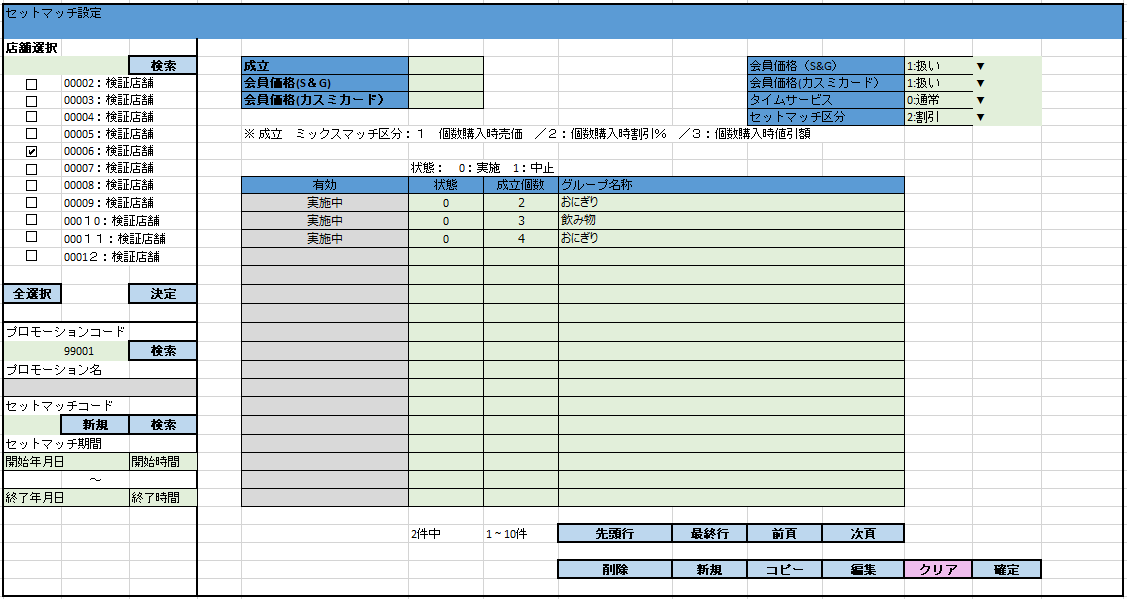 セットマッチ設定
店舗選択
検索
00002：検証店舗
00003：検証店舗
00004：検証店舗
00005：検証店舗
00006：検証店舗
00007：検証店舗
00008：検証店舗
00009：検証店舗
000１0：検証店舗
000１１：検証店舗
0001２：検証店舗
全選択 決定
プロモーションコード
99001 検索
プロモーション名
セットマッチコード
新規 検索
セットマッチ期間
開始年月日 開始時間
～
終了年月日 終了時間
成立
会員価格(S＆G)
会員価格(カスミカード）
会員価格（S&G） 1:扱い ▼
会員価格(カスミカード） 1:扱い ▼
タイムサービス 0:通常 ▼
セットマッチ区分 2:割引 ▼
※成立　ミックスマッチ区分：１　個数購入時売価　／２：個数購入時割引%　／３：個数購入時値引額
状態：　0：実施　1：中止
有効 状態 成立個数 グループ名称
実施中 0 2 おにぎり
実施中 0 3 飲み物
実施中 0 4 おにぎり
2件中 1～10件 先頭行 最終行 前頁 次頁
削除 新規 コピー 編集 クリア 確定